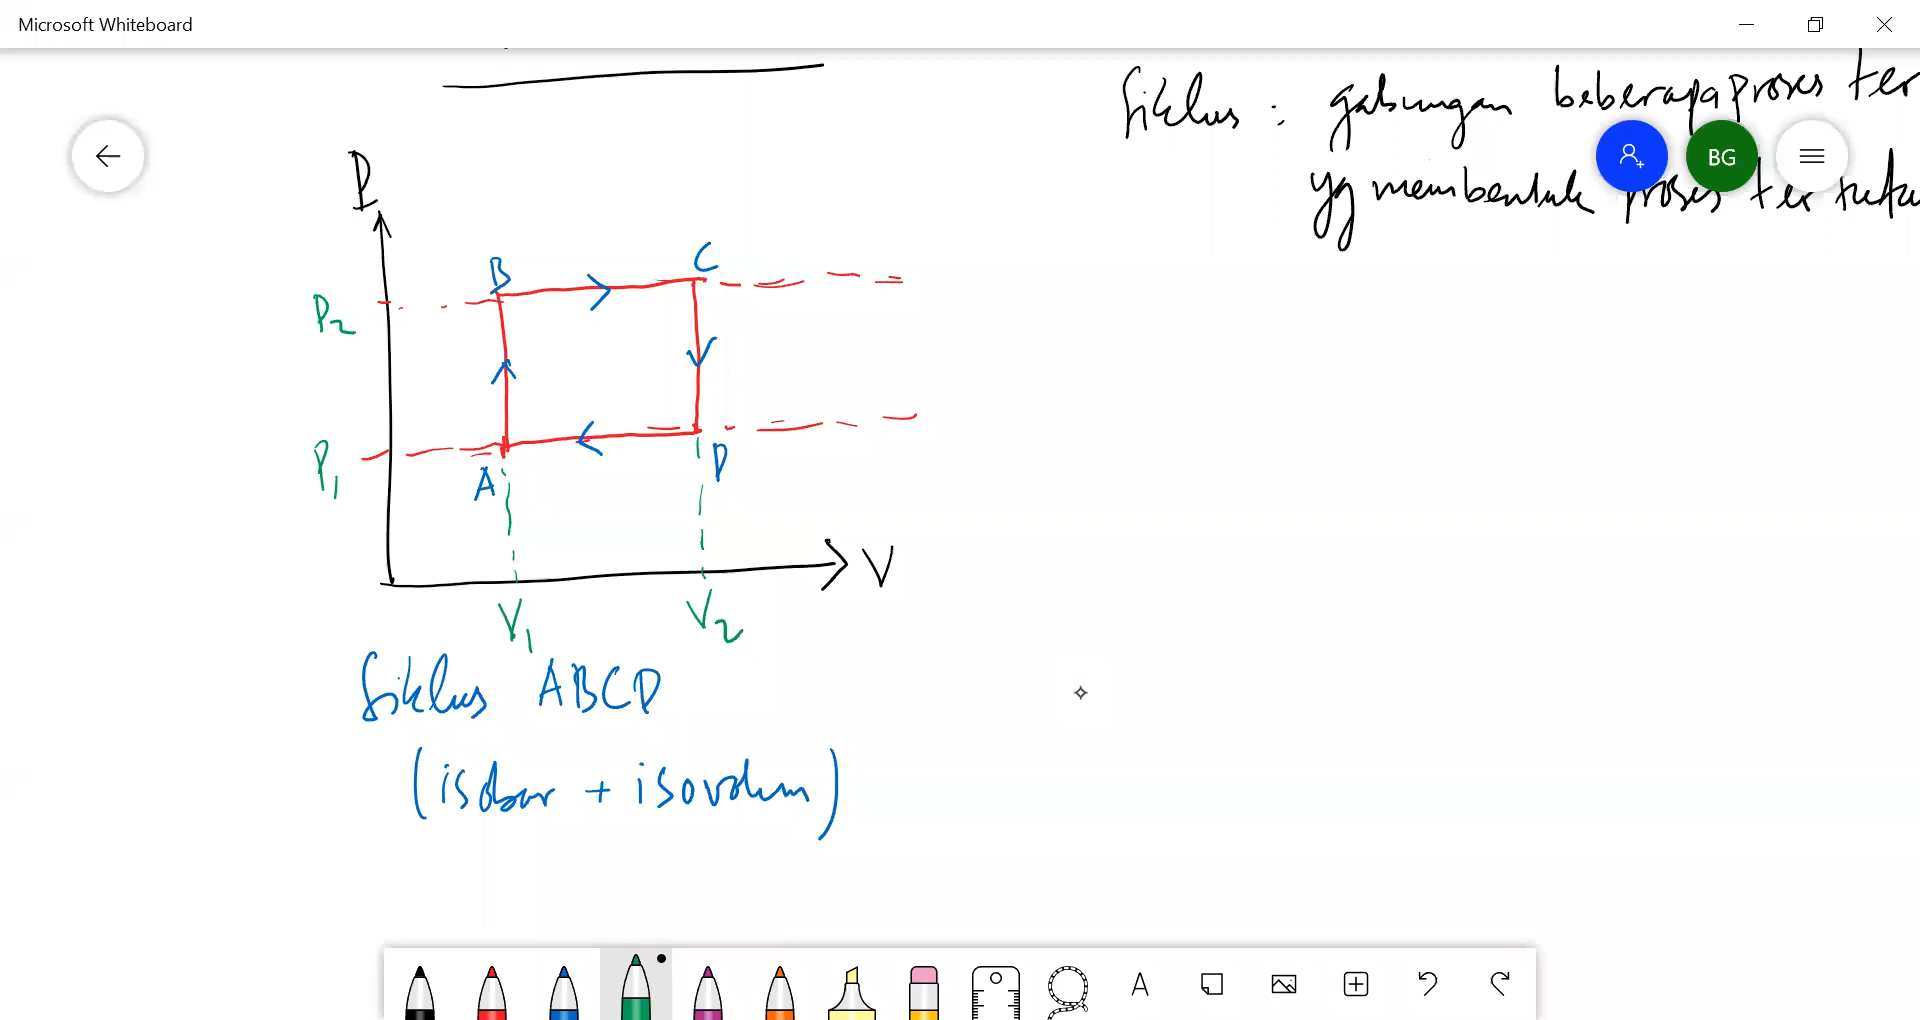 Microsoft Whiteboard
Siklus : gabungan beberapa proses ter
yg membentuk proses tertutu
BG
P
B
C
P2
P1
A
D
V
V1
V2
Siklus ABCD
(isobar + isovolum)
A